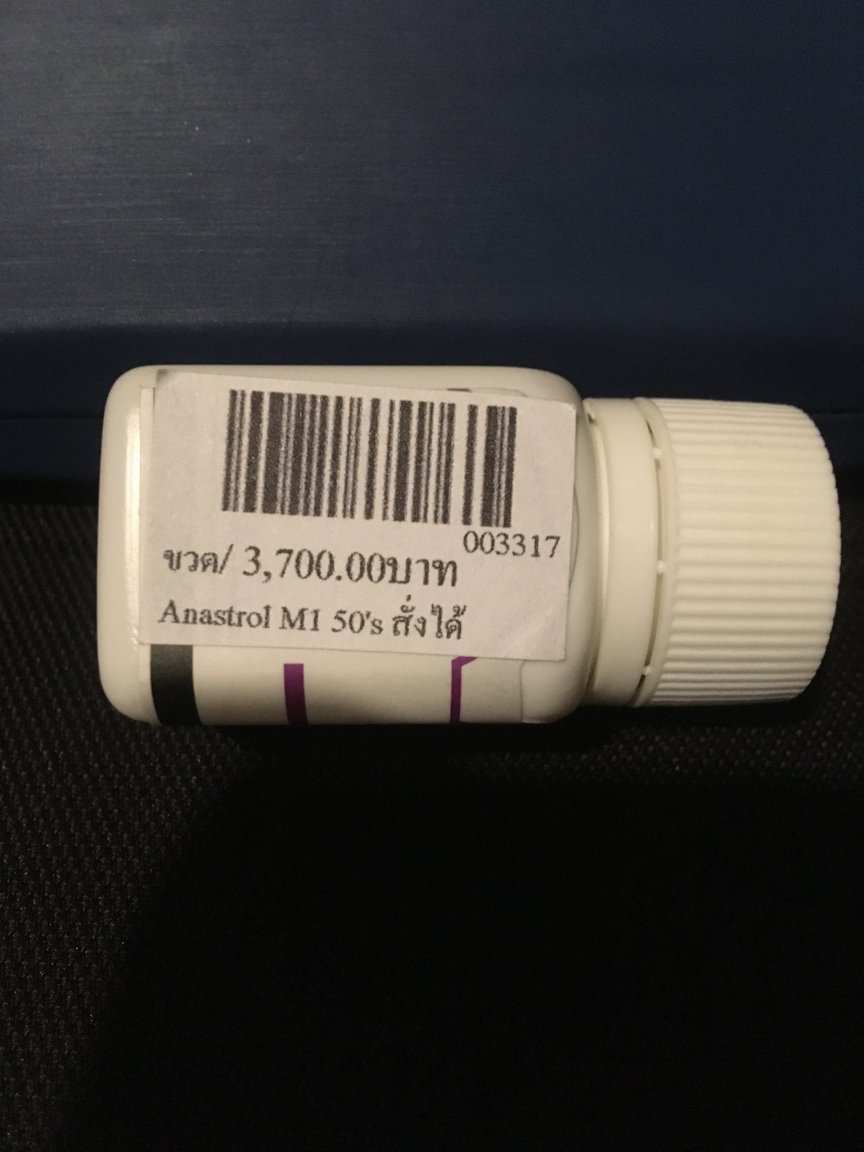 003317
ขวด/ 3,700.00บาท
Anastrol M1 50's สั่งได้